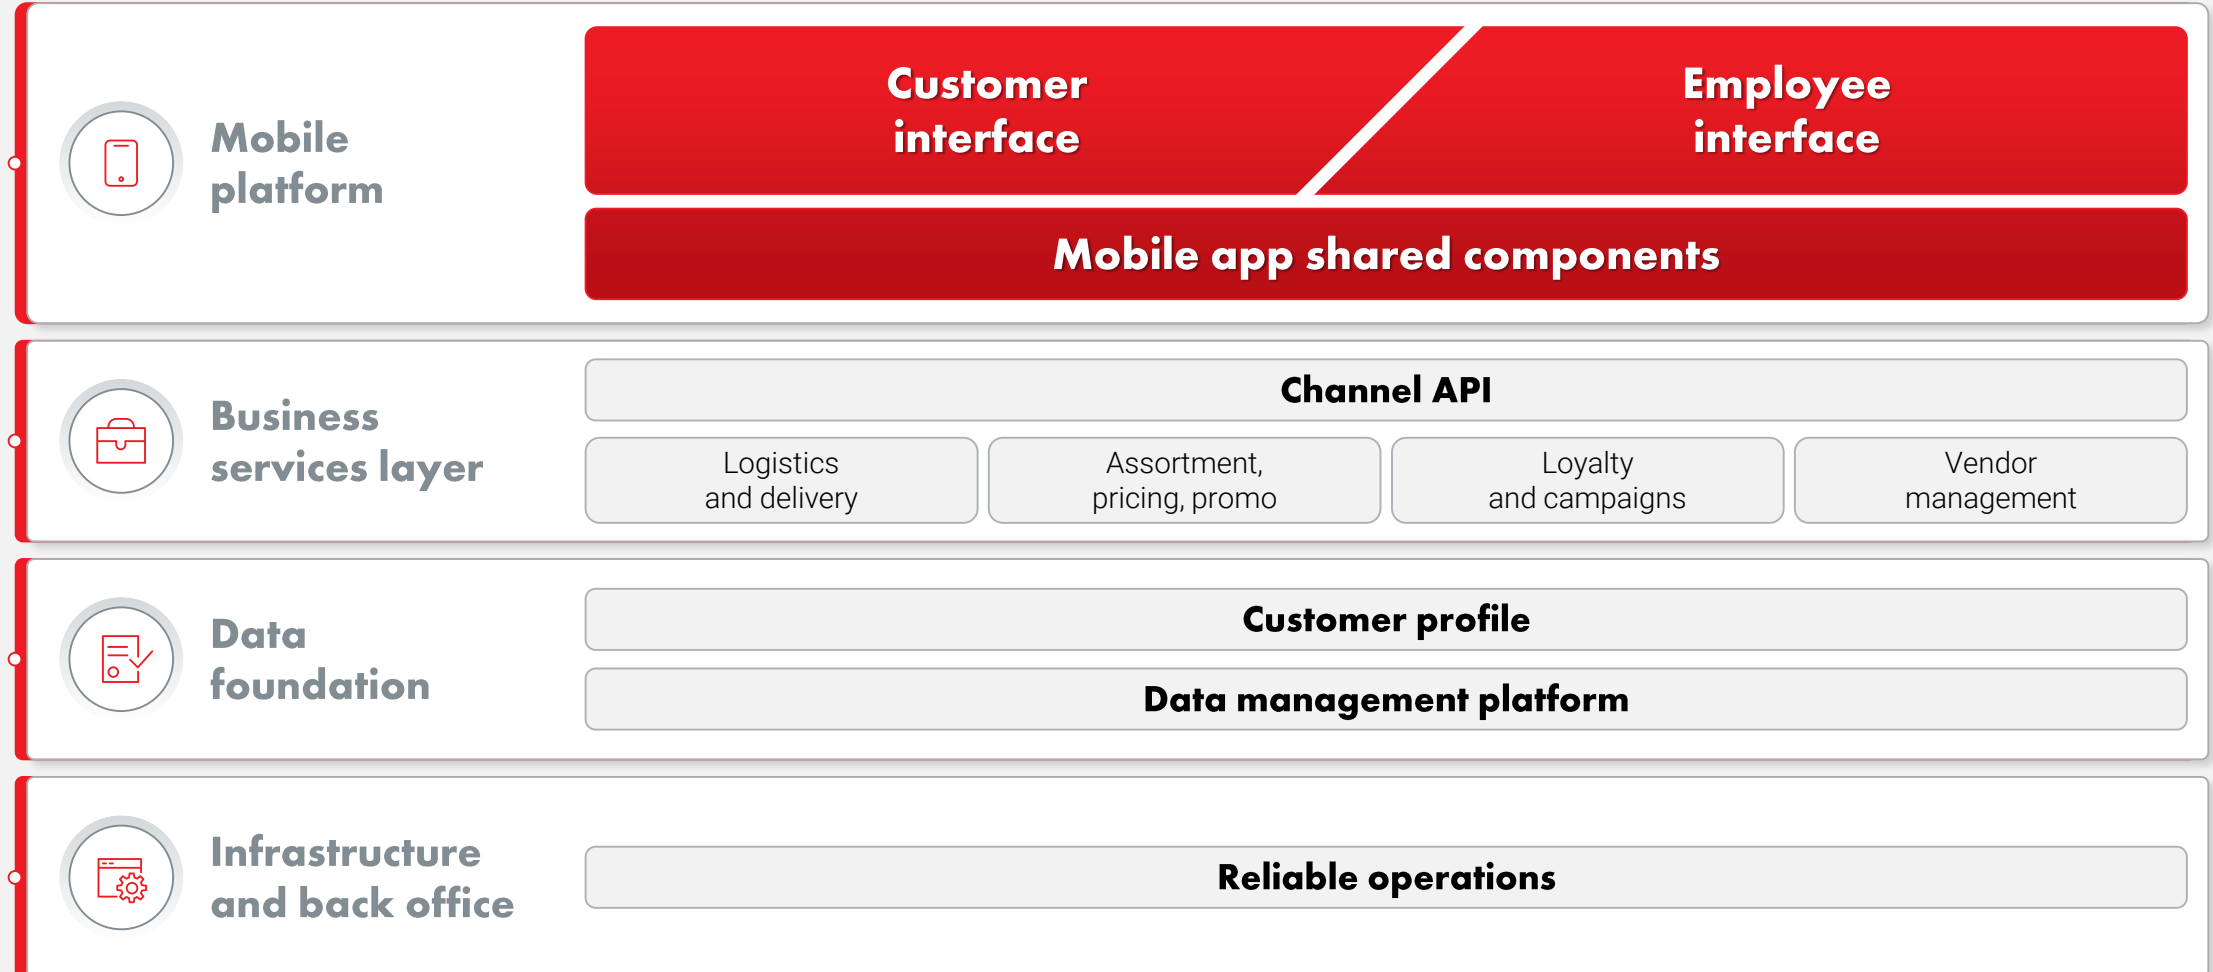 Mobile
platform
Customer
interface
Employee
interface
Mobile app shared components
Business
services layer
Channel API
Logistics
and delivery
Assortment,
pricing, promo
Loyalty
and campaigns
Vendor
management
Data
foundation
Customer profile
Data management platform
Infrastructure
and back office
Reliable operations